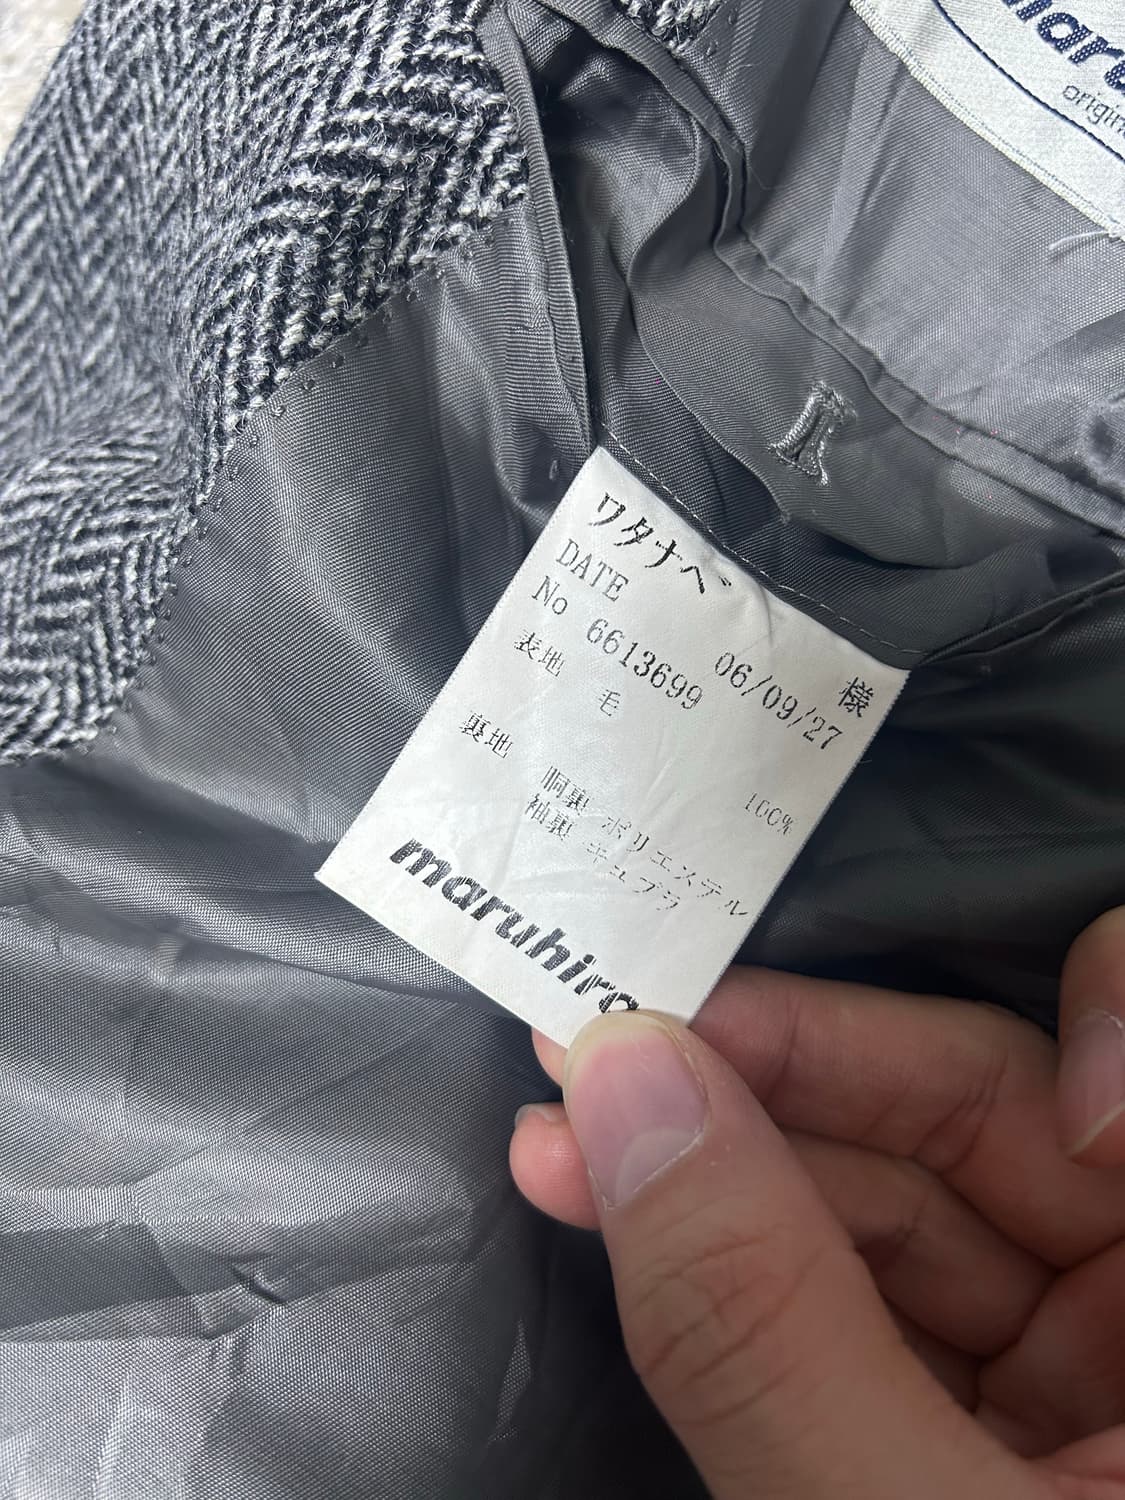 ワタナベ 様
DATE 06/09/27
No 6613699
表地 毛 100%
裏地 胴裏 ポリエステル
袖裏 キュプラ
maruhiro